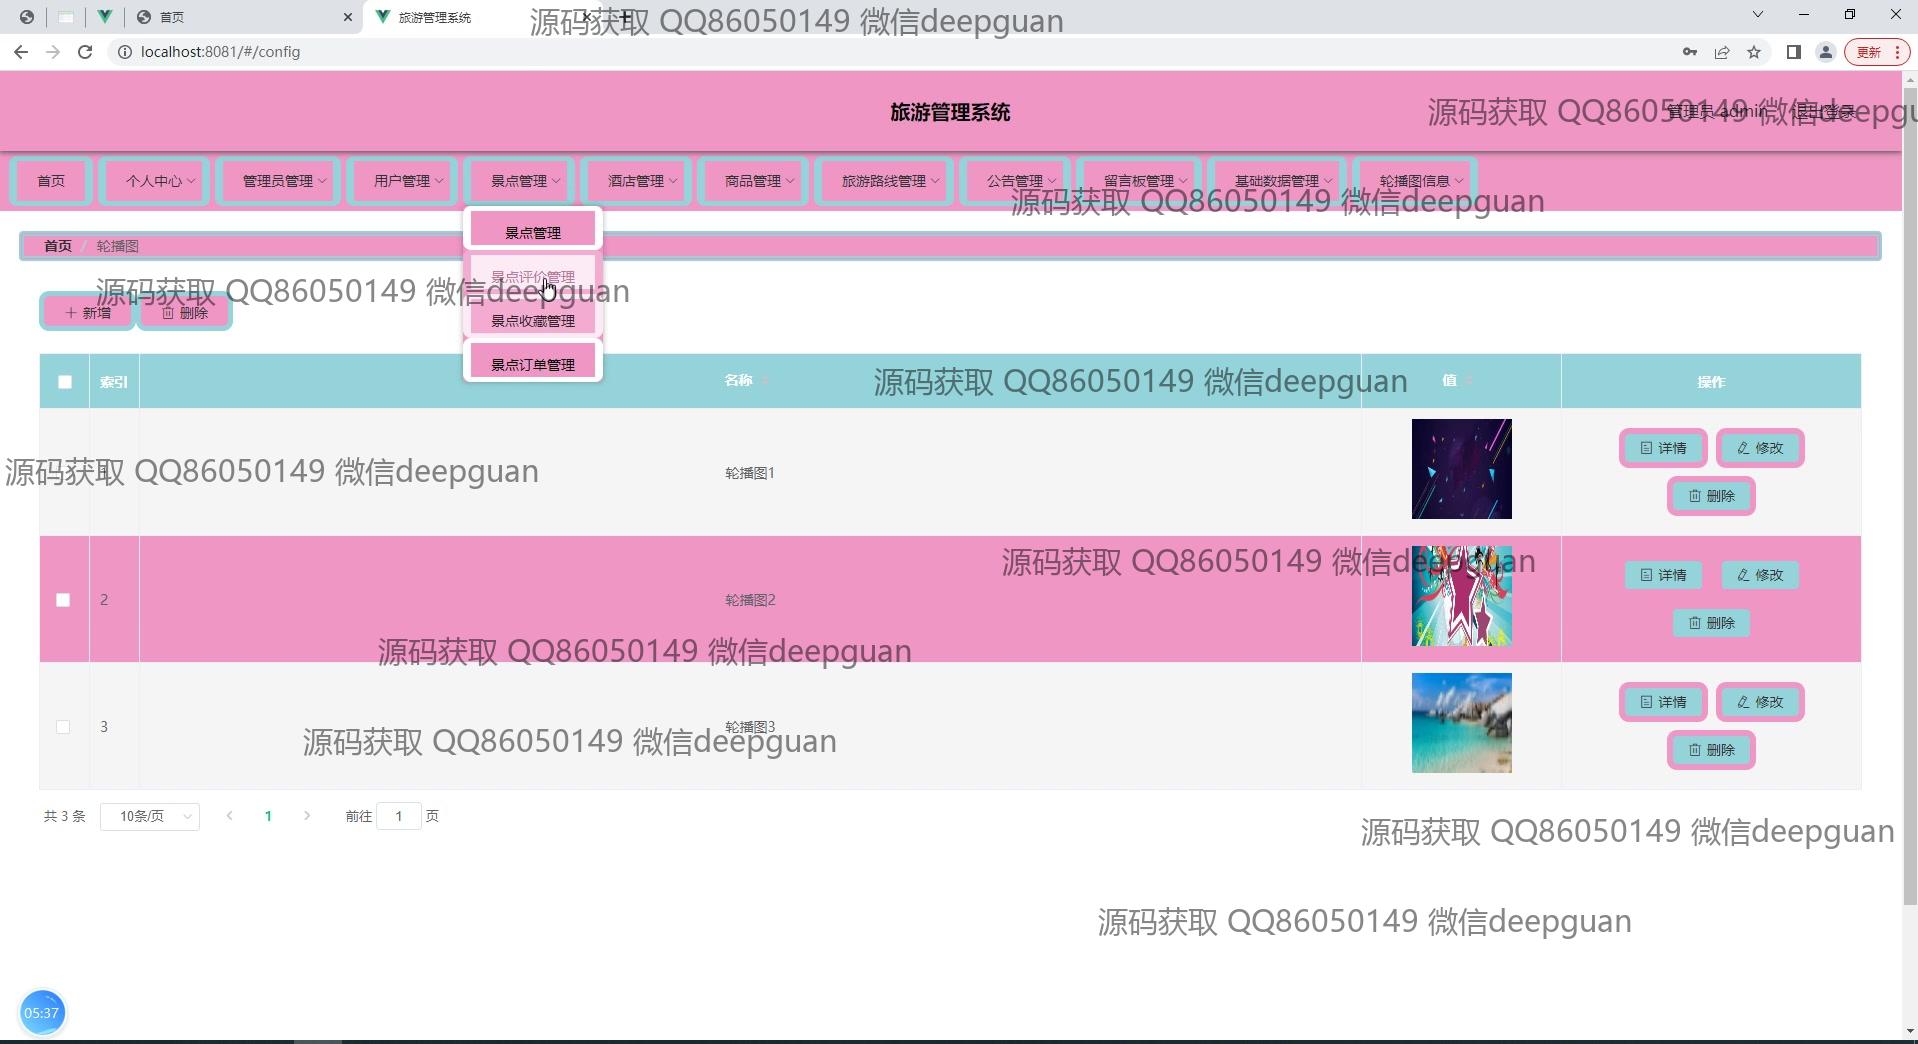 首页
旅游管理系统
源码获取 QQ86050149 微信deepguan
localhost:8081/#/config
更新
旅游管理系统
管理员 admin
退出登录
源码获取 QQ86050149 微信deepgu
首页 个人中心 管理员管理 用户管理 景点管理 酒店管理 商品管理 旅游路线管理 公告管理 留言板管理 基础数据管理 轮播图信息
源码获取 QQ86050149 微信deepguan
景点管理
景点评价管理
景点收藏管理
景点订单管理
首页 / 轮播图
源码获取 QQ86050149 微信deepguan
新增 删除
索引 名称 值 操作
源码获取 QQ86050149 微信deepguan
1 轮播图1 详情 修改
删除
源码获取 QQ86050149 微信deepguan
源码获取 QQ86050149 微信deepguan
2 轮播图2 详情 修改
删除
源码获取 QQ86050149 微信deepguan
3 轮播图3 详情 修改
删除
源码获取 QQ86050149 微信deepguan
共 3 条 10条/页 1 前往 1 页
源码获取 QQ86050149 微信deepguan
源码获取 QQ86050149 微信deepguan
05:37